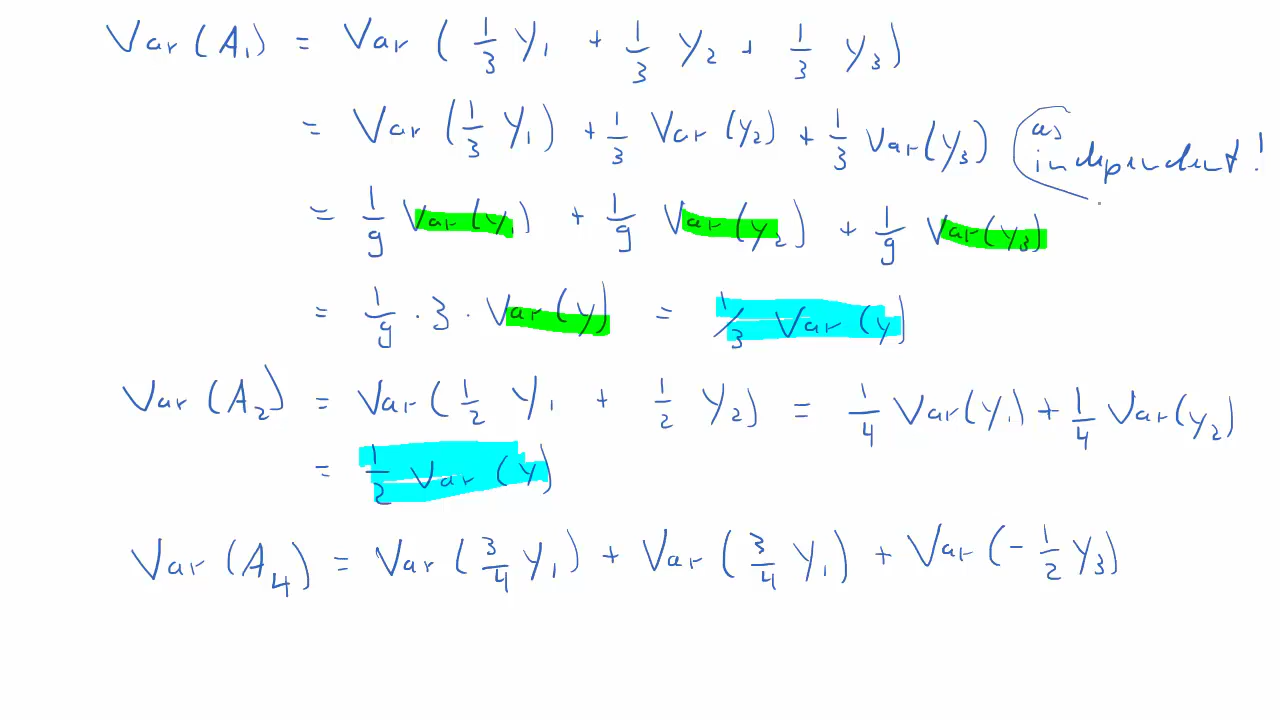 Var(A₁) = Var ( 1/3 Y₁ + 1/3 Y₂ + 1/3 Y₃ )
= Var (1/3 Y₁) + 1/3 Var (Y₂) + 1/3 Var(Y₃) (as
independent!
= 1/9 Var(Y₁) + 1/9 Var(Y₂) + 1/9 Var(Y₃)
= 1/9 · 3 · Var(Y) = 1/3 Var (Y)
Var (A₂) = Var( 1/2 Y₁ + 1/2 Y₂ ) = 1/4 Var(Y₁) + 1/4 Var(Y₂)
= 1/2 Var (Y)
Var (A₄) = Var (3/4 Y₁) + Var (3/4 Y₁) + Var (- 1/2 Y₃)